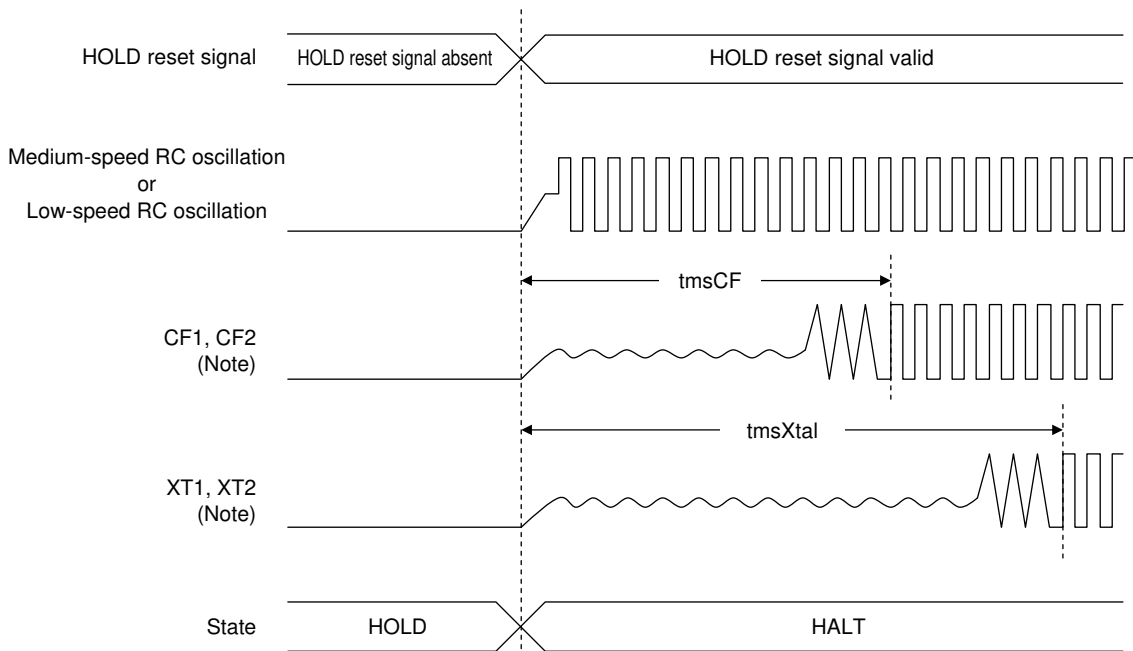 HOLD reset signal
HOLD reset signal absent
HOLD reset signal valid
Medium-speed RC oscillation
or
Low-speed RC oscillation
tmsCF
CF1, CF2
(Note)
tmsXtal
XT1, XT2
(Note)
State
HOLD
HALT